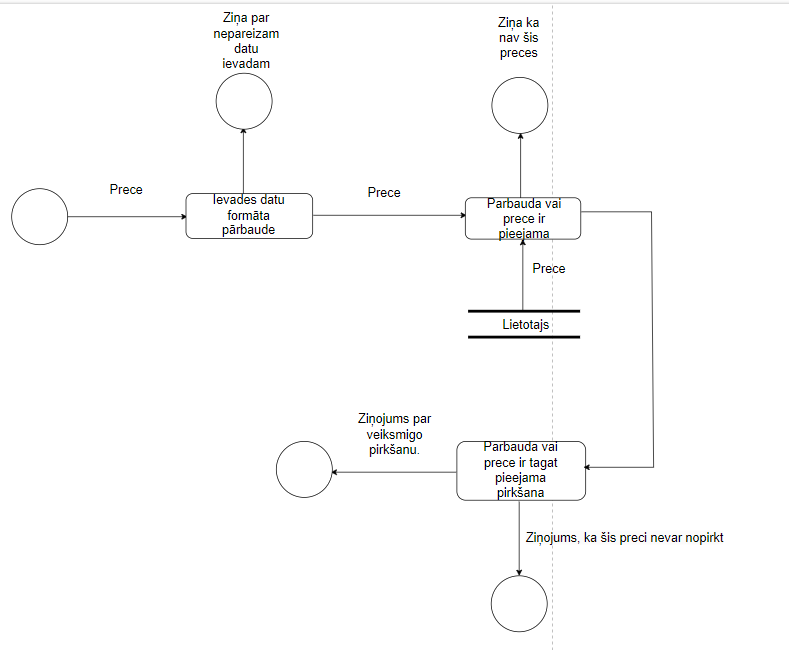 Ziņa par
nepareizam
datu
ievadam
Ziņa ka
nav šis
preces
Prece
Ievades datu
formāta
pārbaude
Prece
Parbauda vai
prece ir
pieejama
Prece
Lietotajs
Ziņojums par
veiksmigo
pirkšanu.
Parbauda vai
prece ir tagat
pieejama
pirkšana
Ziņojums, ka šis preci nevar nopirkt